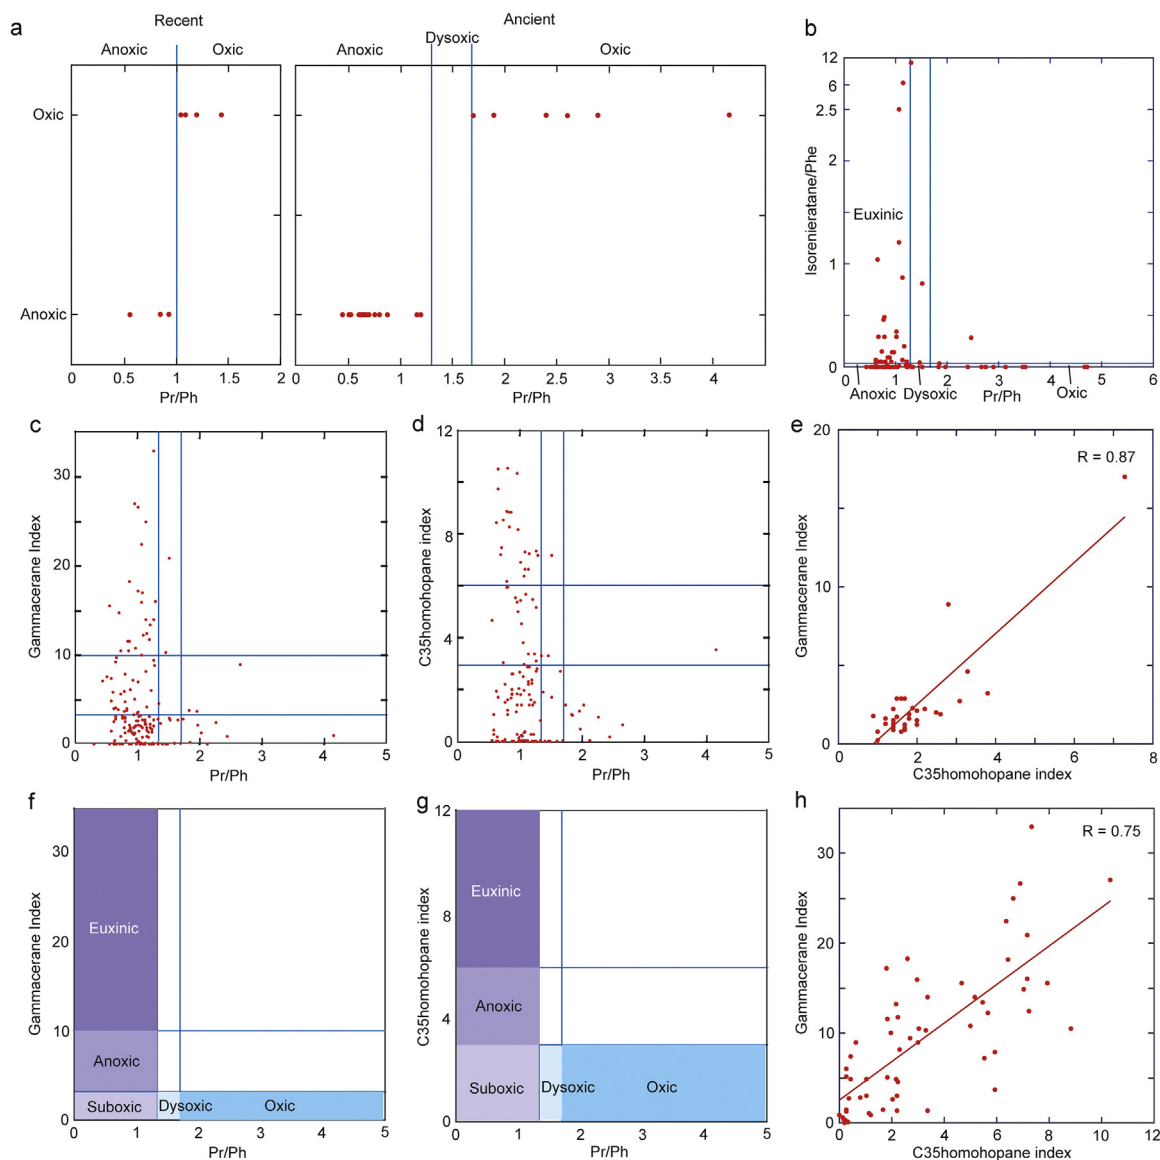 a
Recent
Anoxic
Oxic
Ancient
Anoxic
Dysoxic
Oxic
Oxic
Anoxic
0
0.5
1
1.5
2
Pr/Ph
0
0.5
1
1.5
2
2.5
3
3.5
4
Pr/Ph
b
12
6
2.5
2
1
0
Isorenieratane/Phe
Euxinic
0
1
2
3
4
5
6
Anoxic
Dysoxic
Pr/Ph
Oxic
c
30
20
10
0
Gammacerane Index
0
1
2
3
4
5
Pr/Ph
d
12
8
4
0
C35homohopane index
0
1
2
3
4
5
Pr/Ph
e
20
10
0
Gammacerane Index
R = 0.87
0
2
4
6
8
C35homohopane index
f
30
20
10
0
Gammacerane Index
Euxinic
Anoxic
Suboxic
Dysoxic
Oxic
0
1
2
3
4
5
Pr/Ph
g
12
8
4
0
C35homohopane index
Euxinic
Anoxic
Suboxic
Dysoxic
Oxic
0
1
2
3
4
5
Pr/Ph
h
30
20
10
0
Gammacerane Index
R = 0.75
0
2
4
6
8
10
12
C35homohopane index